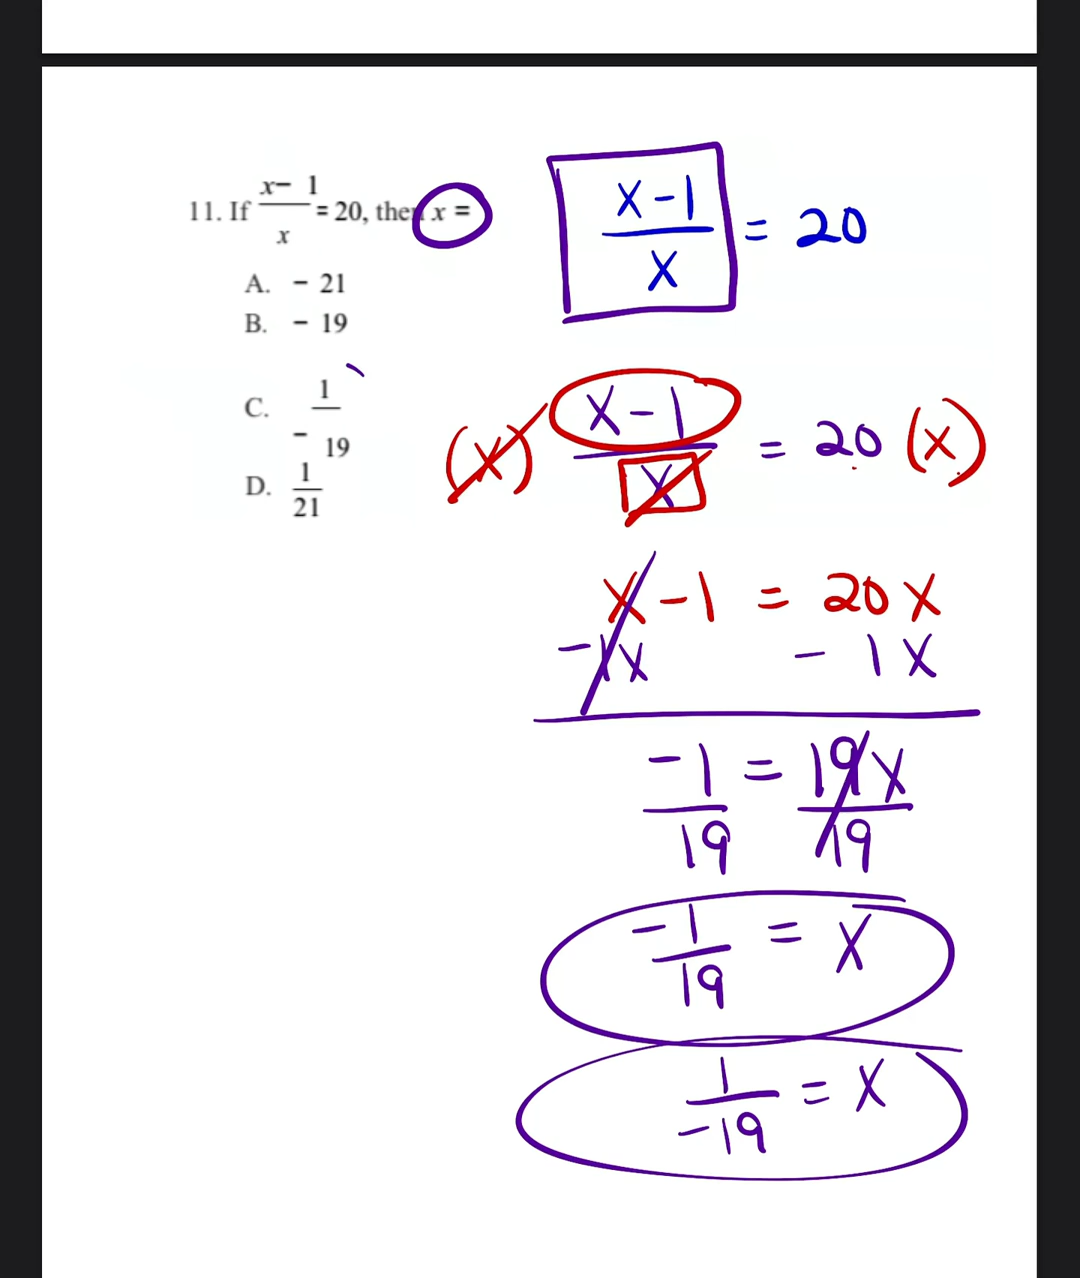 11. If x- 1 / x = 20, then x =
A. - 21
B. - 19
C. 1 / - 19
D. 1 / 21
x-1 / x = 20
(x) x-1 / x = 20 (x)
x -1 = 20 x
-1x - 1x
-1 / 19 = 19x / 19
-1 / 19 = x
1 / -19 = x